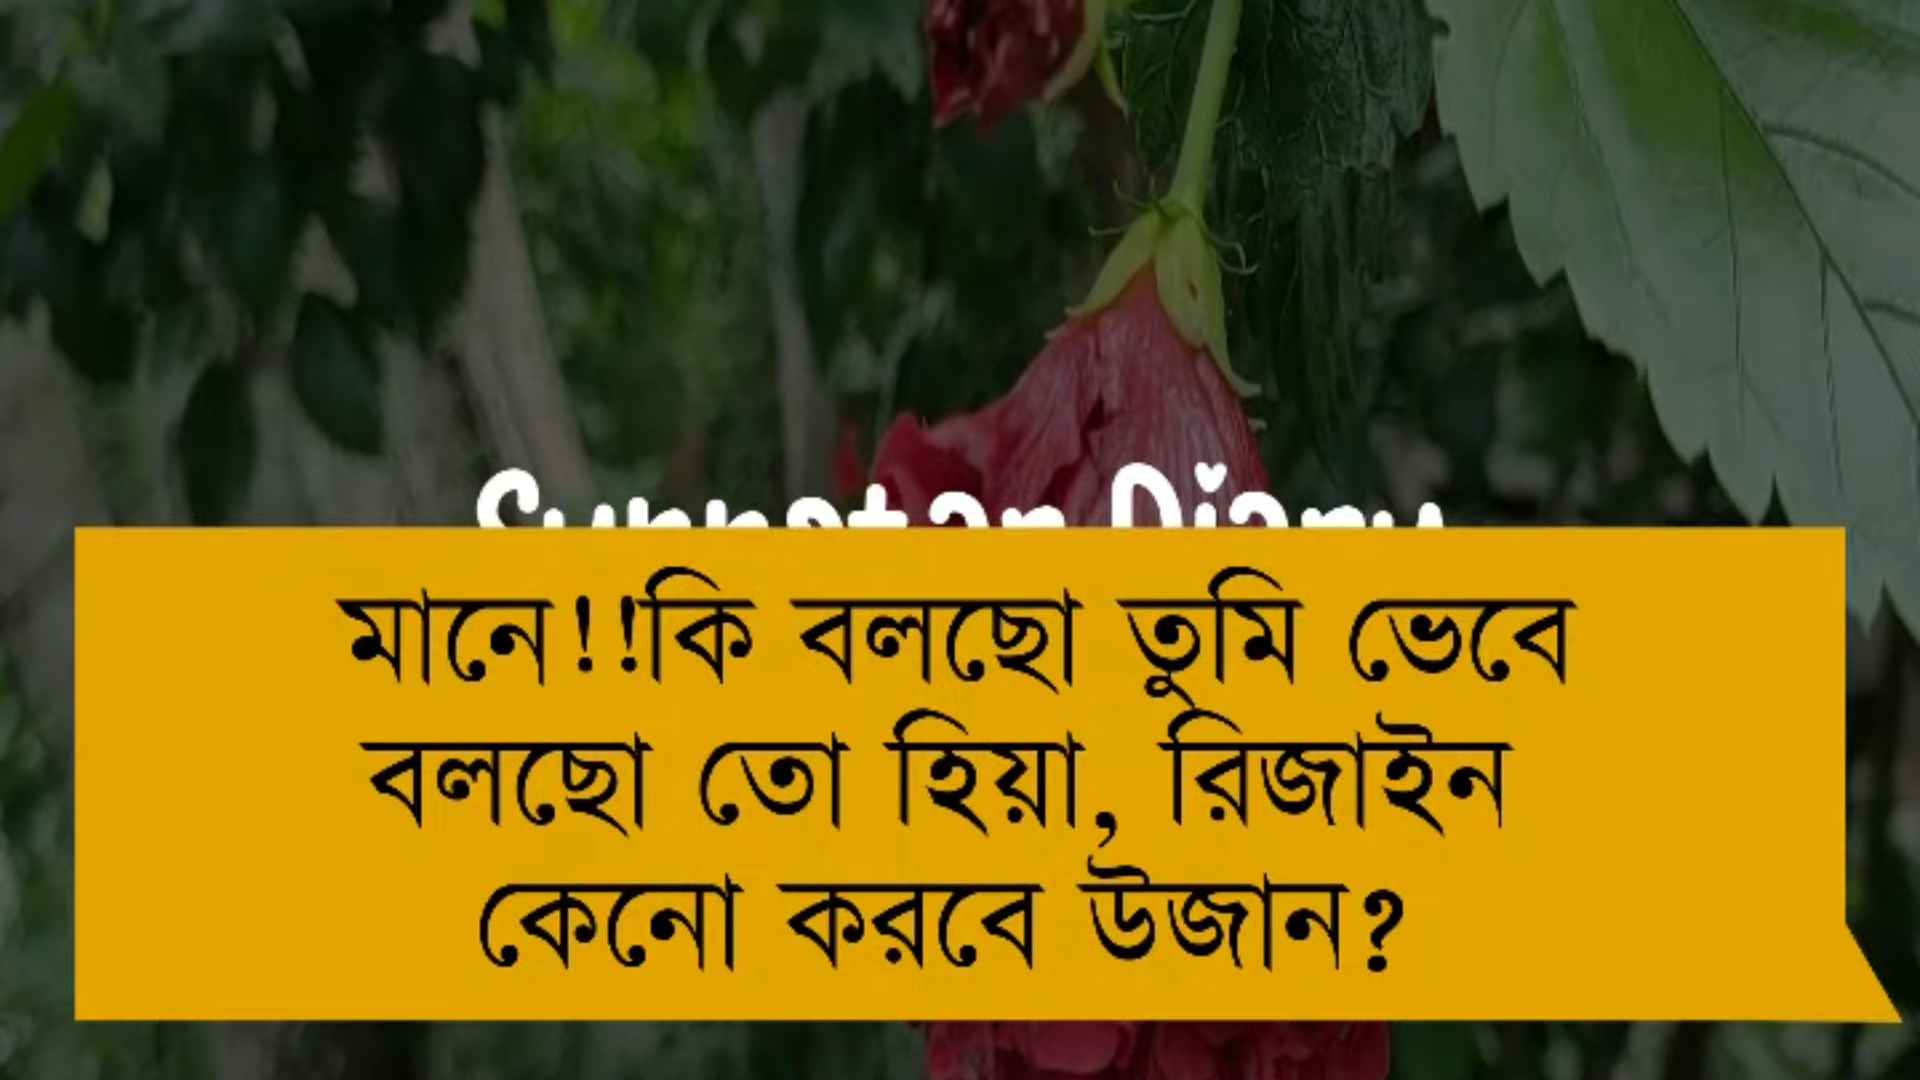 মানে!!কি বলছো তুমি ভেবে
বলছো তো হিয়া, রিজাইন
কেনো করবে উজান?